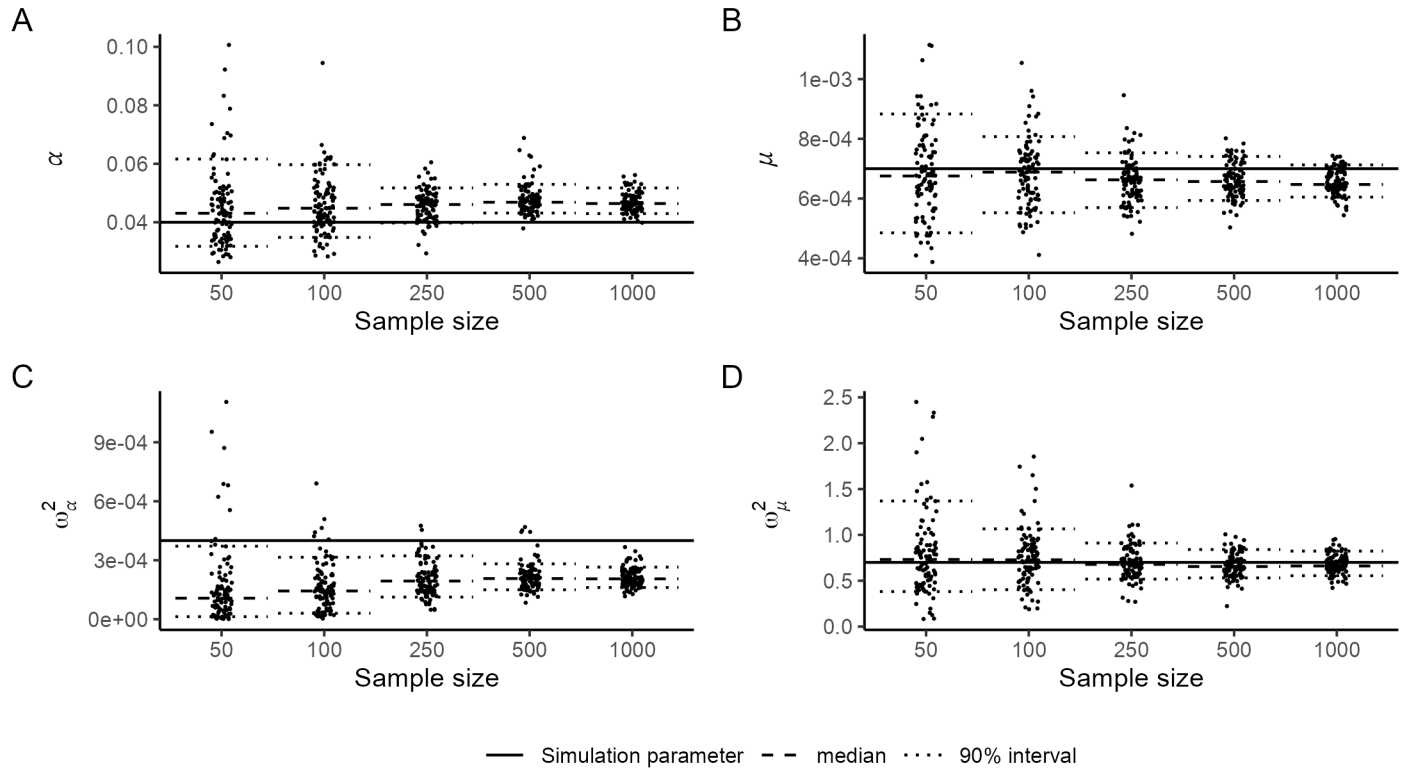 A
α
0.10
0.08
0.06
0.04
50 100 250 500 1000
Sample size
B
μ
1e-03
8e-04
6e-04
4e-04
50 100 250 500 1000
Sample size
C
ω²α
9e-04
6e-04
3e-04
0e+00
50 100 250 500 1000
Sample size
D
ω²μ
2.5
2.0
1.5
1.0
0.5
0.0
50 100 250 500 1000
Sample size
Simulation parameter median 90% interval